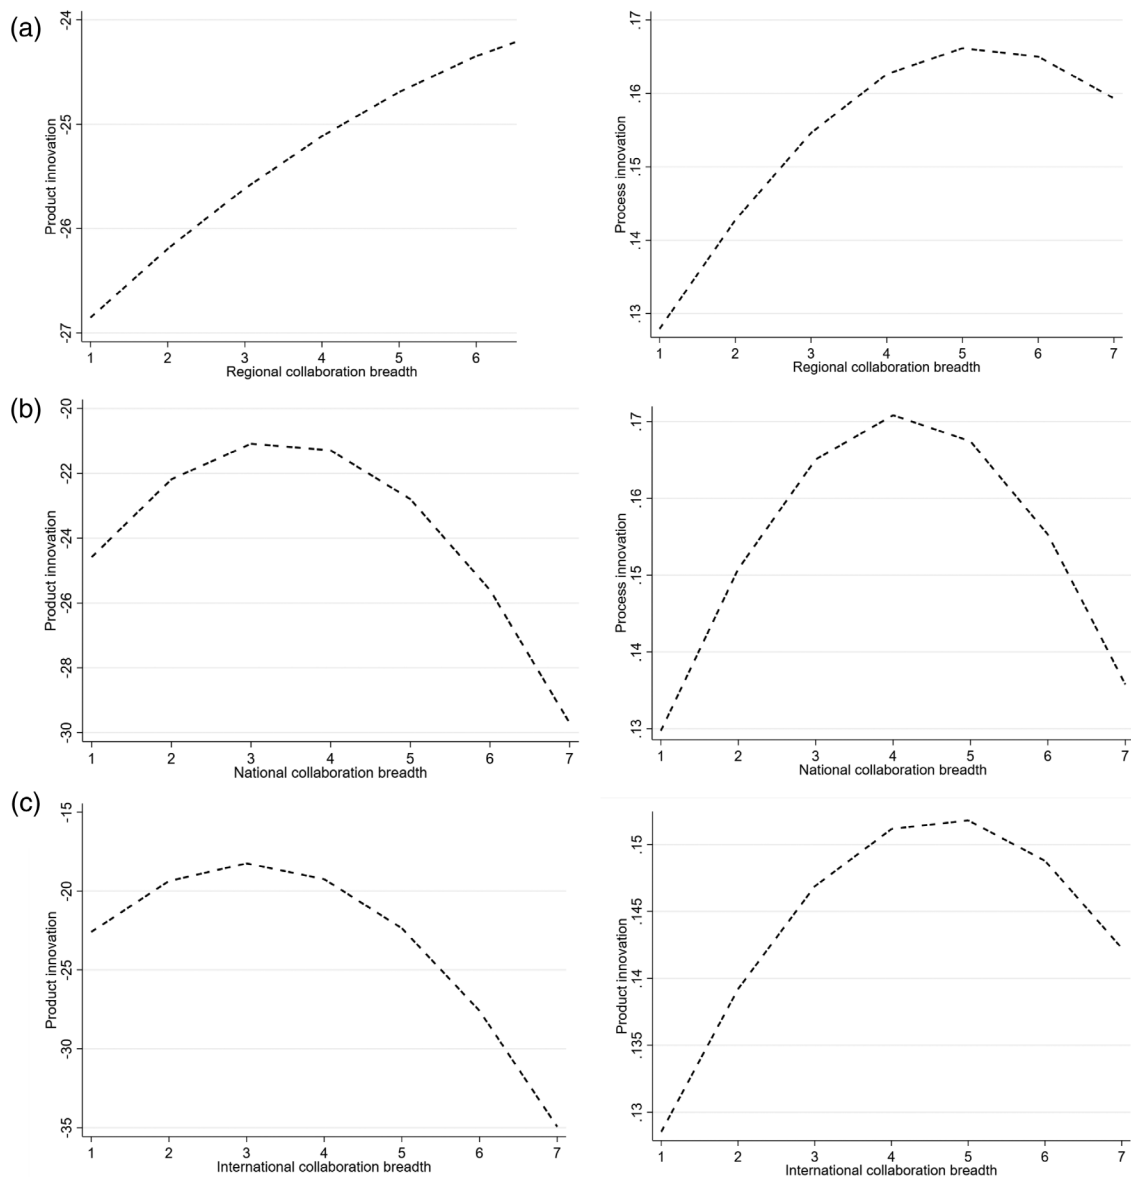 (a)
-24
-25
-26
-27
Product innovation
1 2 3 4 5 6
Regional collaboration breadth
.17
.16
.15
.14
.13
Process innovation
1 2 3 4 5 6 7
Regional collaboration breadth
(b)
-20
-22
-24
-26
-28
-30
Product innovation
1 2 3 4 5 6 7
National collaboration breadth
.17
.16
.15
.14
.13
Process innovation
1 2 3 4 5 6 7
National collaboration breadth
(c)
-15
-20
-25
-30
-35
Product innovation
1 2 3 4 5 6 7
International collaboration breadth
.15
.145
.14
.135
.13
Product innovation
1 2 3 4 5 6 7
International collaboration breadth